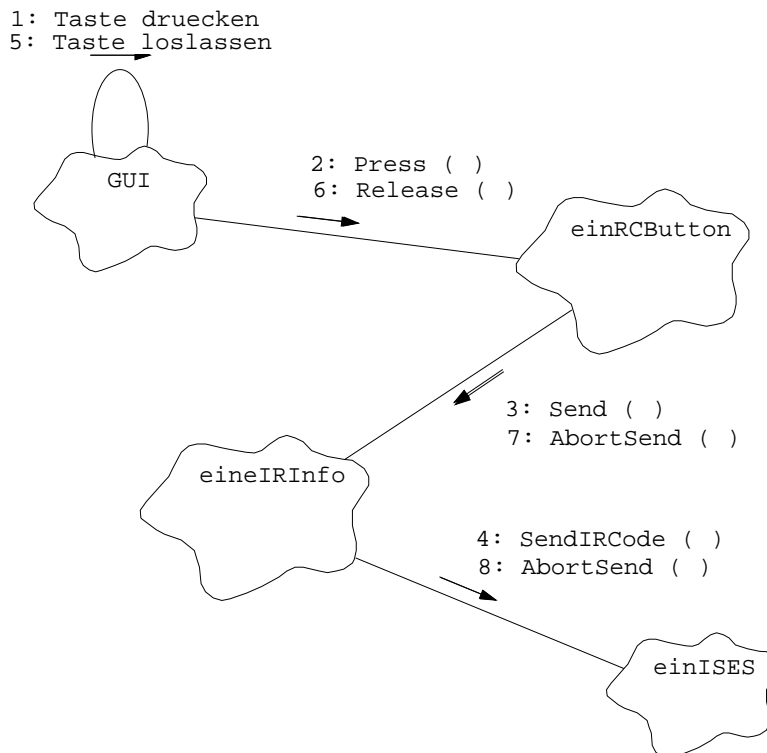 1: Taste druecken
5: Taste loslassen
GUI
2: Press ( )
6: Release ( )
einRCButton
3: Send ( )
7: AbortSend ( )
eineIRInfo
4: SendIRCode ( )
8: AbortSend ( )
einISES